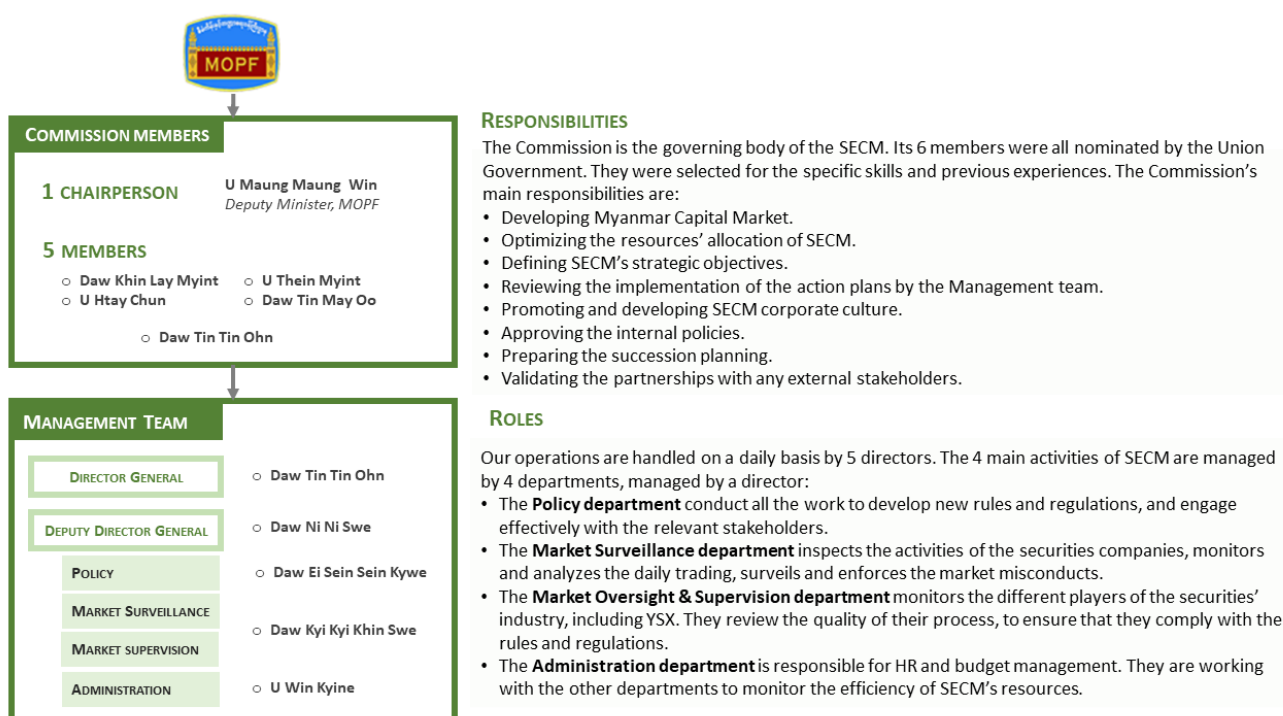 MOPF
COMMISSION MEMBERS
1 CHAIRPERSON
U Maung Maung Win
Deputy Minister, MOPF
5 MEMBERS
○ Daw Khin Lay Myint
○ U Thein Myint
○ U Htay Chun
○ Daw Tin May Oo
○ Daw Tin Tin Ohn
RESPONSIBILITIES
The Commission is the governing body of the SECM. Its 6 members were all nominated by the Union
Government. They were selected for the specific skills and previous experiences. The Commission’s
main responsibilities are:
• Developing Myanmar Capital Market.
• Optimizing the resources’ allocation of SECM.
• Defining SECM’s strategic objectives.
• Reviewing the implementation of the action plans by the Management team.
• Promoting and developing SECM corporate culture.
• Approving the internal policies.
• Preparing the succession planning.
• Validating the partnerships with any external stakeholders.
MANAGEMENT TEAM
DIRECTOR GENERAL
○ Daw Tin Tin Ohn
DEPUTY DIRECTOR GENERAL
○ Daw Ni Ni Swe
POLICY
○ Daw Ei Sein Sein Kywe
MARKET SURVEILLANCE
○ Daw Kyi Kyi Khin Swe
MARKET SUPERVISION
ADMINISTRATION
○ U Win Kyine
ROLES
Our operations are handled on a daily basis by 5 directors. The 4 main activities of SECM are managed
by 4 departments, managed by a director:
• The Policy department conduct all the work to develop new rules and regulations, and engage
effectively with the relevant stakeholders.
• The Market Surveillance department inspects the activities of the securities companies, monitors
and analyzes the daily trading, surveils and enforces the market misconducts.
• The Market Oversight & Supervision department monitors the different players of the securities’
industry, including YSX. They review the quality of their process, to ensure that they comply with the
rules and regulations.
• The Administration department is responsible for HR and budget management. They are working
with the other departments to monitor the efficiency of SECM’s resources.